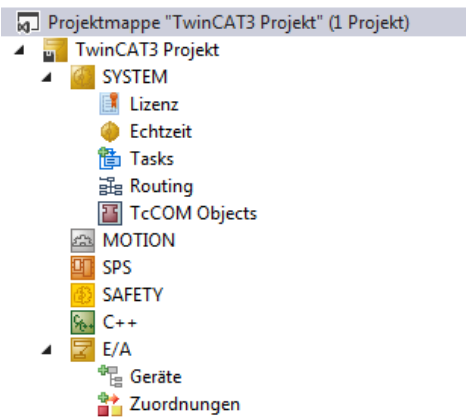 Projektmappe "TwinCAT3 Projekt" (1 Projekt)
TwinCAT3 Projekt
SYSTEM
Lizenz
Echtzeit
Tasks
Routing
TcCOM Objects
MOTION
SPS
SAFETY
C++
E/A
Geräte
Zuordnungen